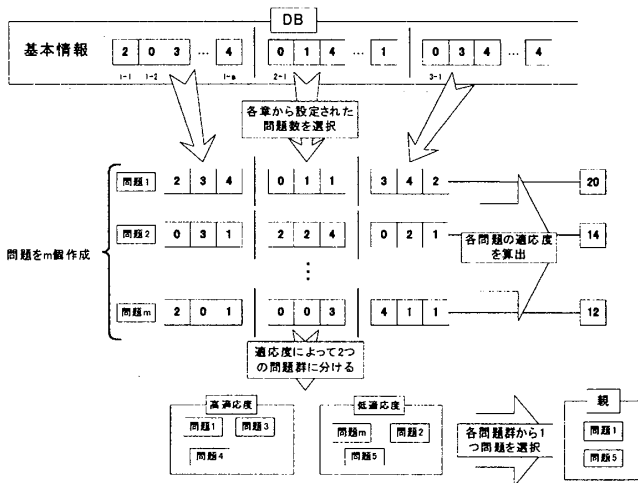 DB
基本情報 2 0 3 … 4 0 1 4 … 1 0 3 4 … 4
1-1 1-2 1-a 2-1 3-1
各章から設定された
問題数を選択
問題1 2 3 4 0 1 1 3 4 2 20
問題2 0 3 1 2 2 4 0 2 1 14
各問題の適応度
を算出
問題をm個作成
⋮
問題m 2 0 1 0 0 3 4 1 1 12
適応度によって2つ
の問題群に分ける
高適応度
問題1 問題3
問題4
低適応度
問題m 問題2
問題5
各問題群から1
つ問題を選択
親
問題1
問題5